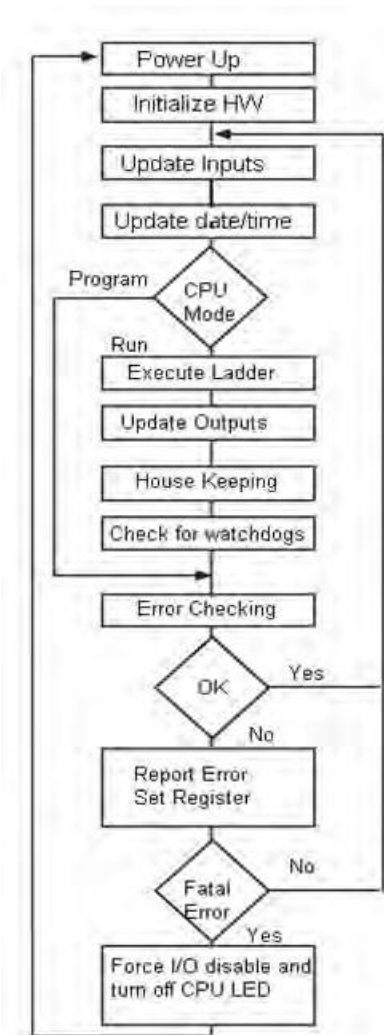 Power Up
Initialize HW
Update Inputs
Update date/time
Program
CPU
Mode
Run
Execute Ladder
Update Outputs
House Keeping
Check for watchdogs
Error Checking
OK
Yes
No
Report Error
Set Register
No
Fatal
Error
Yes
Force I/O disable and
turn off CPU LED